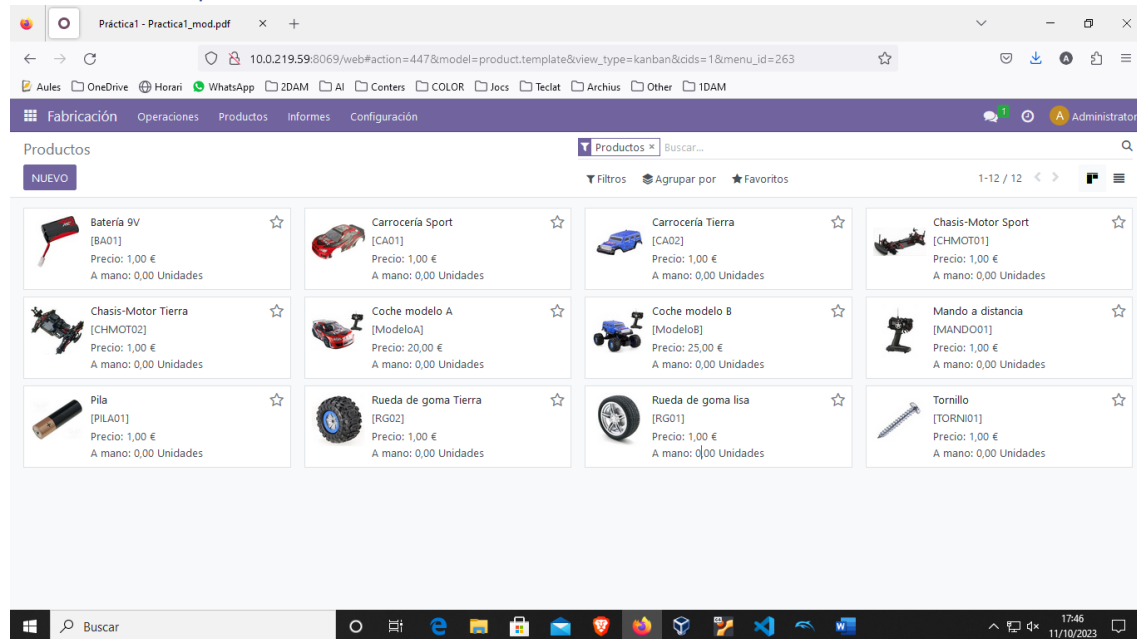 Práctica1 - Practica1_mod.pdf
10.0.219.59:8069/web#action=447&model=product.template&view_type=kanban&cids=1&menu_id=263
Aules OneDrive Horari WhatsApp 2DAM AI Conters COLOR Jocs Teclat Archius Other 1DAM
Fabricación Operaciones Productos Informes Configuración 1 A Administrator
Productos
Productos × Buscar...
NUEVO
Filtros Agrupar por Favoritos 1-12 / 12
Batería 9V
[BA01]
Precio: 1,00 €
A mano: 0,00 Unidades
Carrocería Sport
[CA01]
Precio: 1,00 €
A mano: 0,00 Unidades
Carrocería Tierra
[CA02]
Precio: 1,00 €
A mano: 0,00 Unidades
Chasis-Motor Sport
[CHMOT01]
Precio: 1,00 €
A mano: 0,00 Unidades
Chasis-Motor Tierra
[CHMOT02]
Precio: 1,00 €
A mano: 0,00 Unidades
Coche modelo A
[ModeloA]
Precio: 20,00 €
A mano: 0,00 Unidades
Coche modelo B
[ModeloB]
Precio: 25,00 €
A mano: 0,00 Unidades
Mando a distancia
[MANDO01]
Precio: 1,00 €
A mano: 0,00 Unidades
Pila
[PILA01]
Precio: 1,00 €
A mano: 0,00 Unidades
Rueda de goma Tierra
[RG02]
Precio: 1,00 €
A mano: 0,00 Unidades
Rueda de goma lisa
[RG01]
Precio: 1,00 €
A mano: 0,00 Unidades
Tornillo
[TORNI01]
Precio: 1,00 €
A mano: 0,00 Unidades
Buscar
17:46
11/10/2023